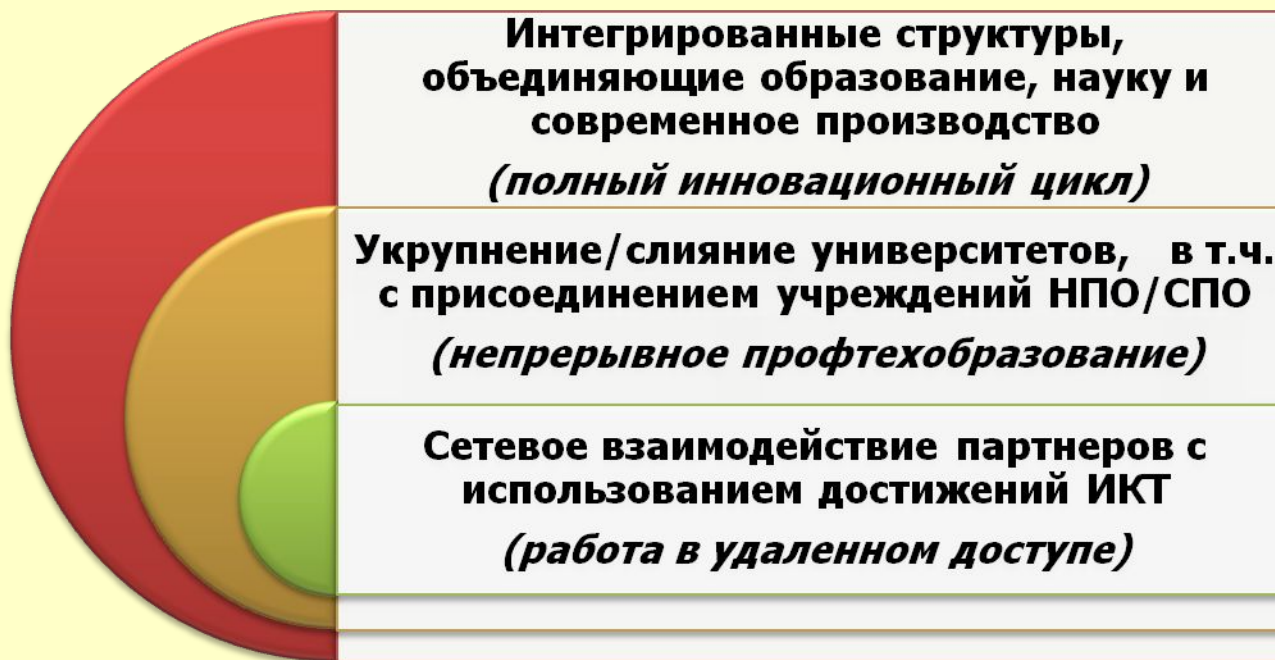 Интегрированные структуры,
объединяющие образование, науку и
современное производство
(полный инновационный цикл)
Укрупнение/слияние университетов, в т.ч.
с присоединением учреждений НПО/СПО
(непрерывное профтехобразование)
Сетевое взаимодействие партнеров с
использованием достижений ИКТ
(работа в удаленном доступе)